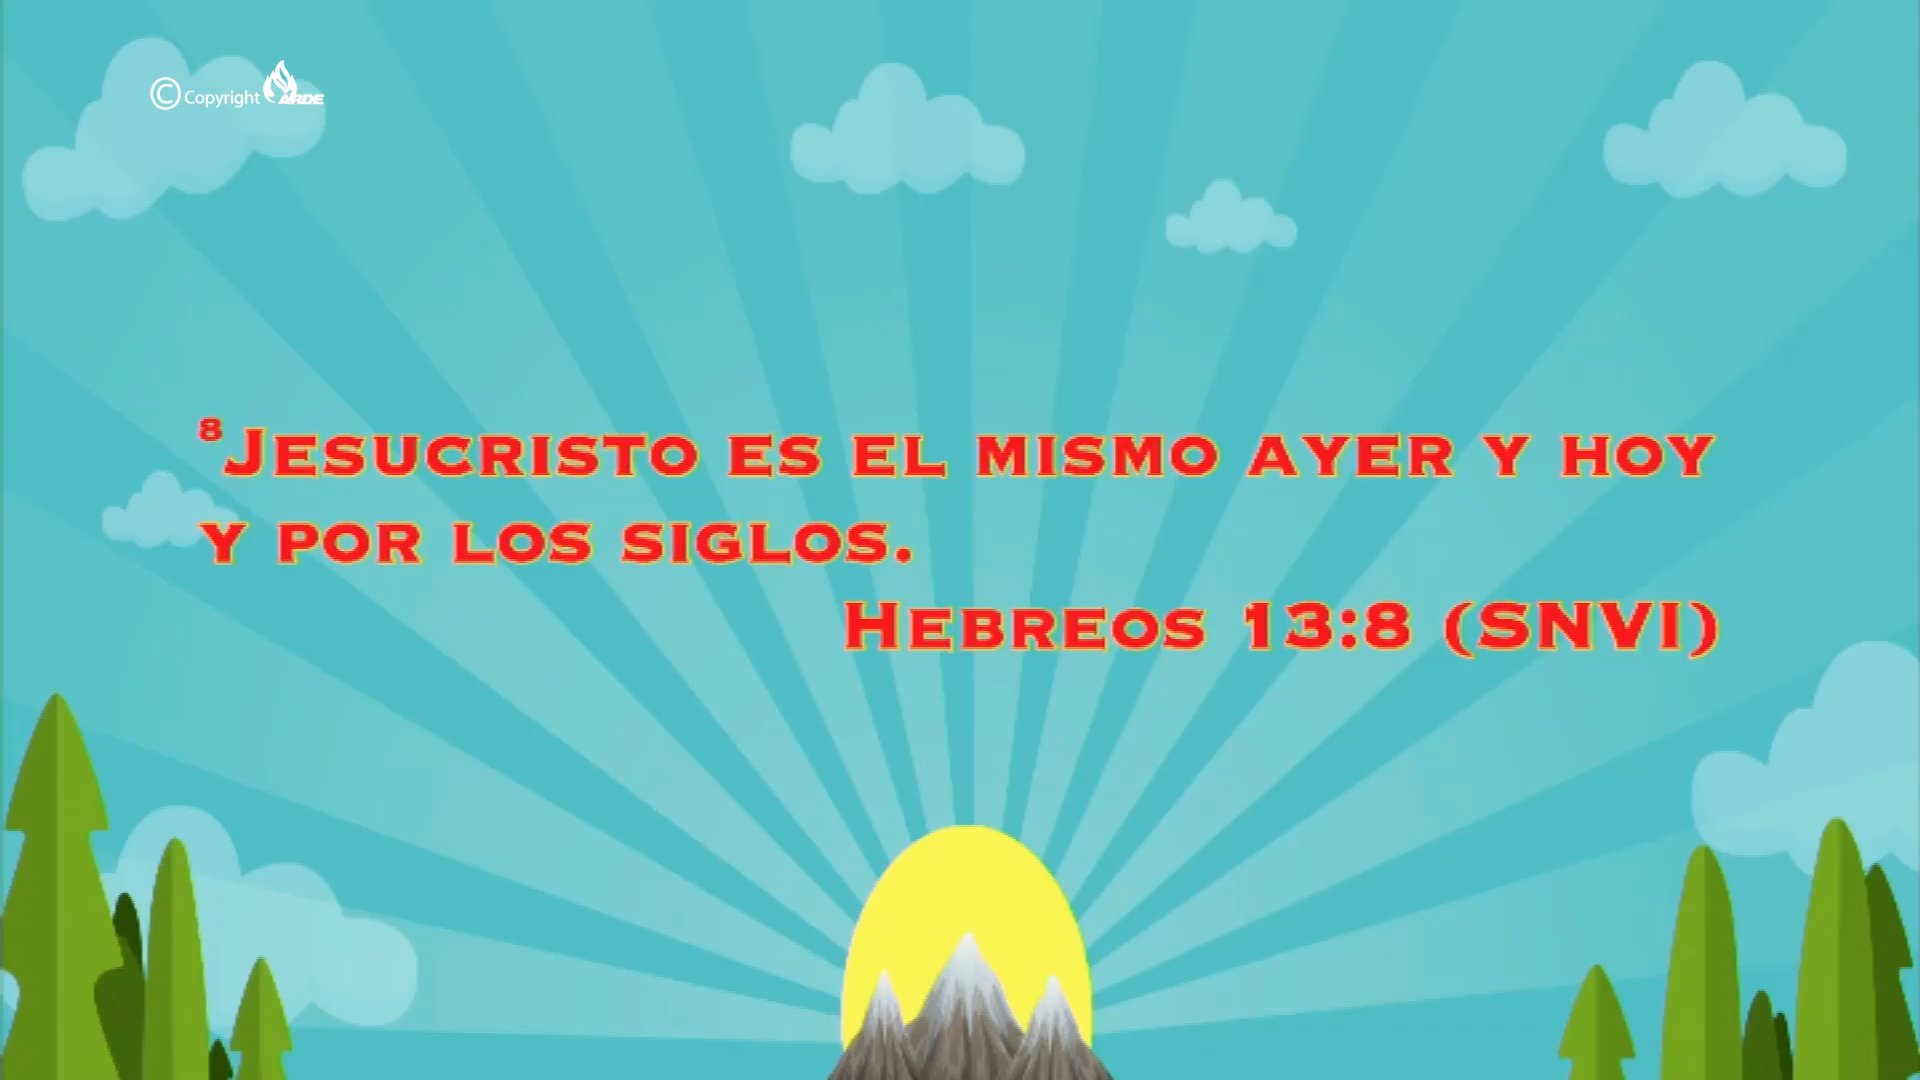 © Copyright ARDE
⁸Jesucristo es el mismo ayer y hoy
y por los siglos.
Hebreos 13:8 (SNVI)